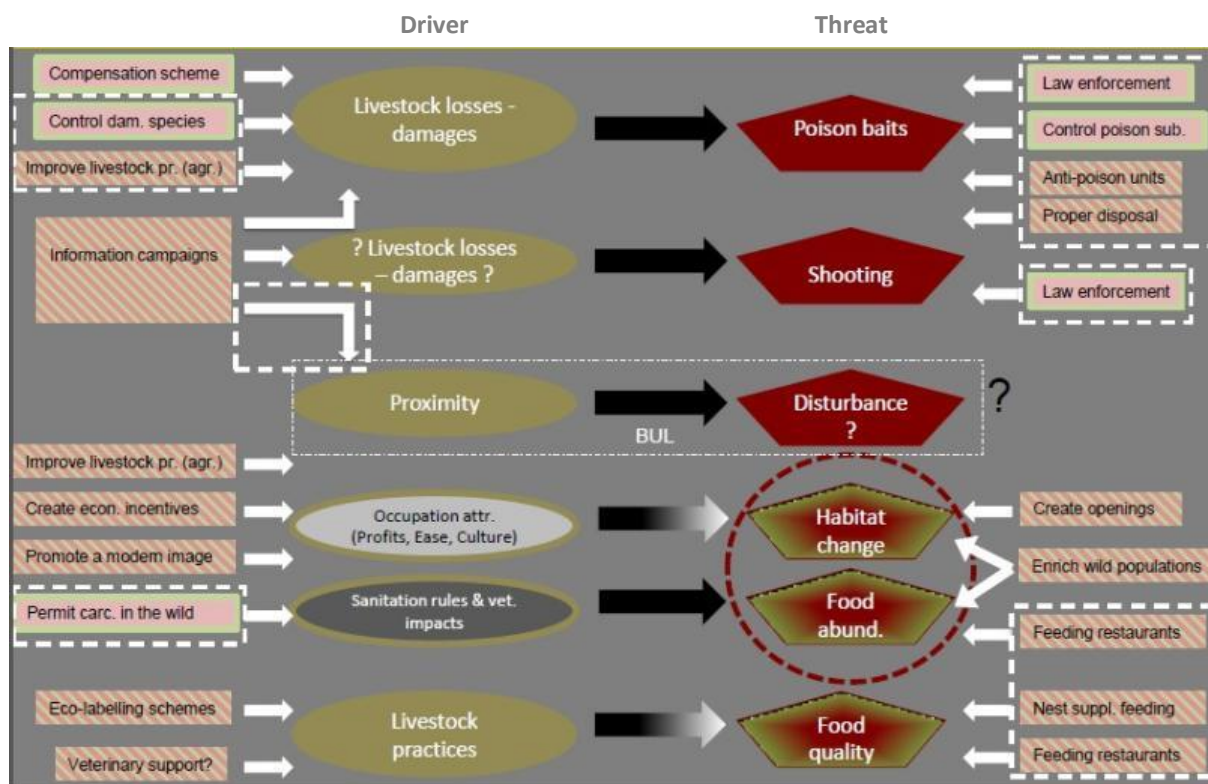 Driver
Threat
Compensation scheme
Control dam. species
Improve livestock pr. (agr.)
Information campaigns
Livestock losses -
damages
Poison baits
Law enforcement
Control poison sub.
Anti-poison units
Proper disposal
? Livestock losses
– damages ?
Shooting
Law enforcement
Proximity
BUL
Disturbance
?
?
Improve livestock pr. (agr.)
Create econ. incentives
Promote a modern image
Permit carc. in the wild
Occupation attr.
(Profits, Ease, Culture)
Habitat
change
Create openings
Enrich wild populations
Sanitation rules & vet.
impacts
Food
abund.
Feeding restaurants
Eco-labelling schemes
Veterinary support?
Livestock
practices
Food
quality
Nest suppl. feeding
Feeding restaurants